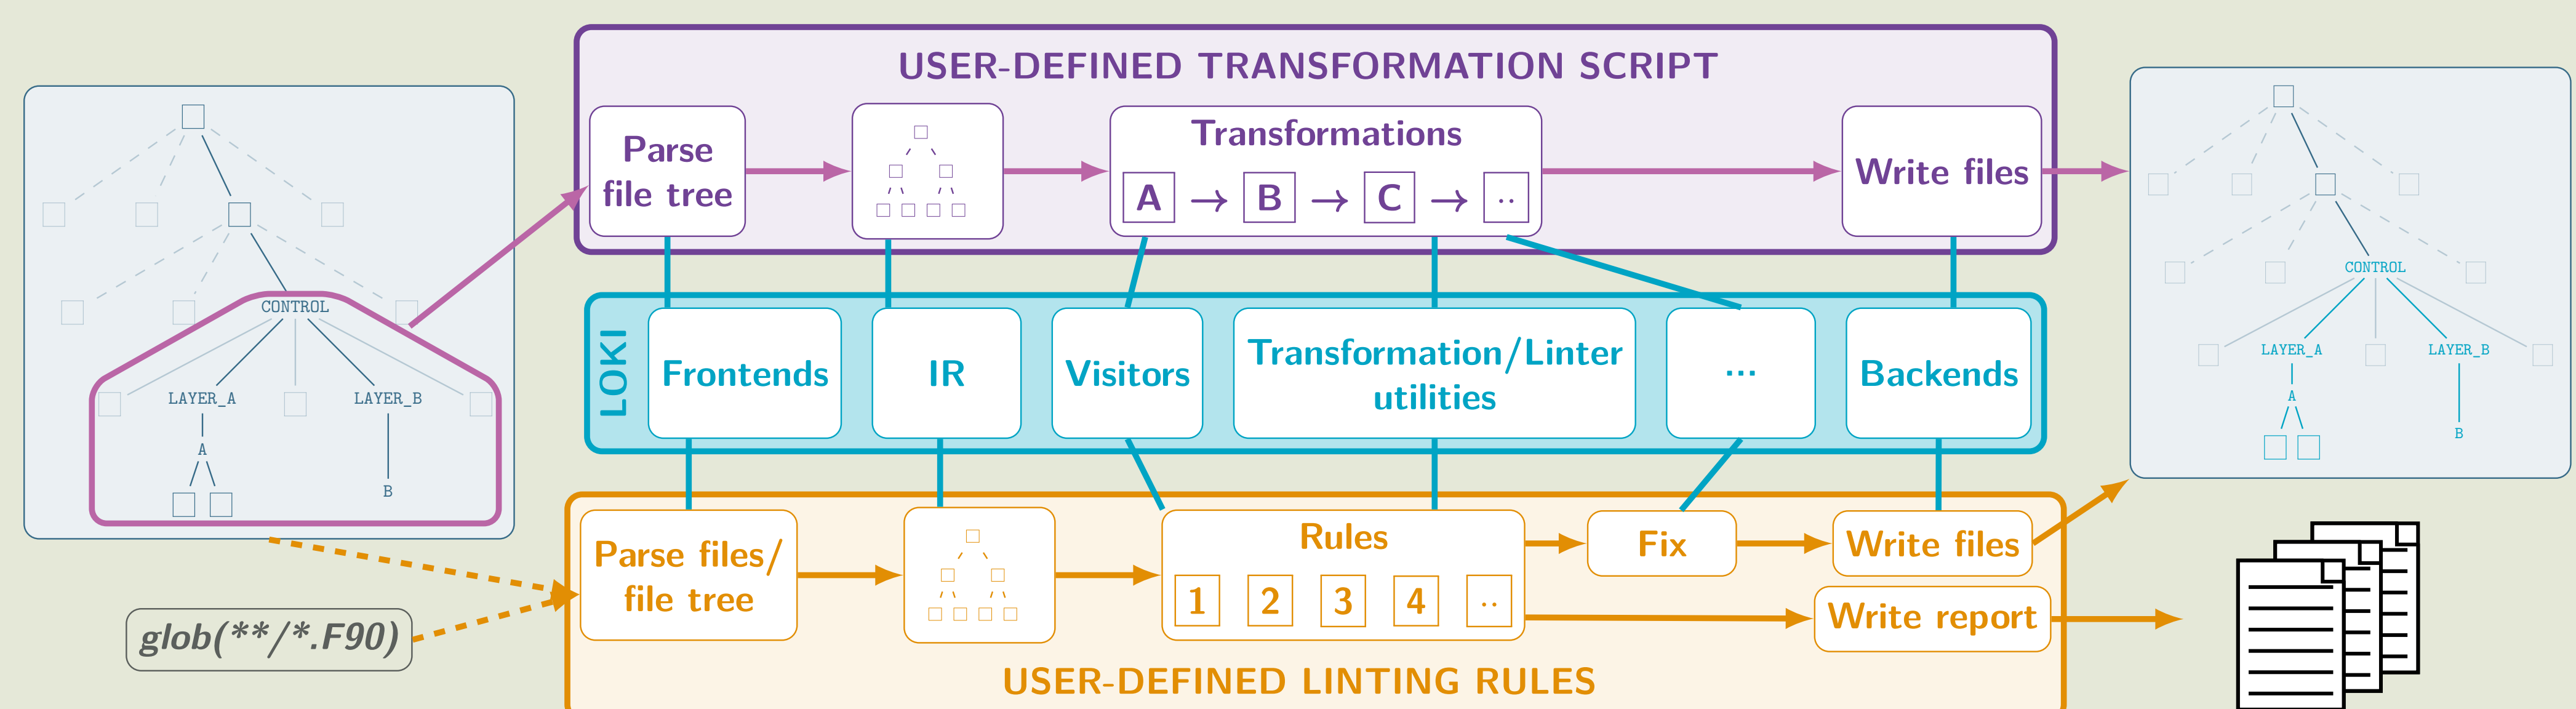 USER-DEFINED TRANSFORMATION SCRIPT
Parse
file tree
Transformations
A → B → C → ··
Write files
CONTROL
LAYER_A
LAYER_B
A
B
LOKI
Frontends
IR
Visitors
Transformation/Linter
utilities
...
Backends
CONTROL
LAYER_A
LAYER_B
A
B
glob(**/*.F90)
Parse files/
file tree
Rules
1 2 3 4 ··
Fix
Write files
Write report
USER-DEFINED LINTING RULES